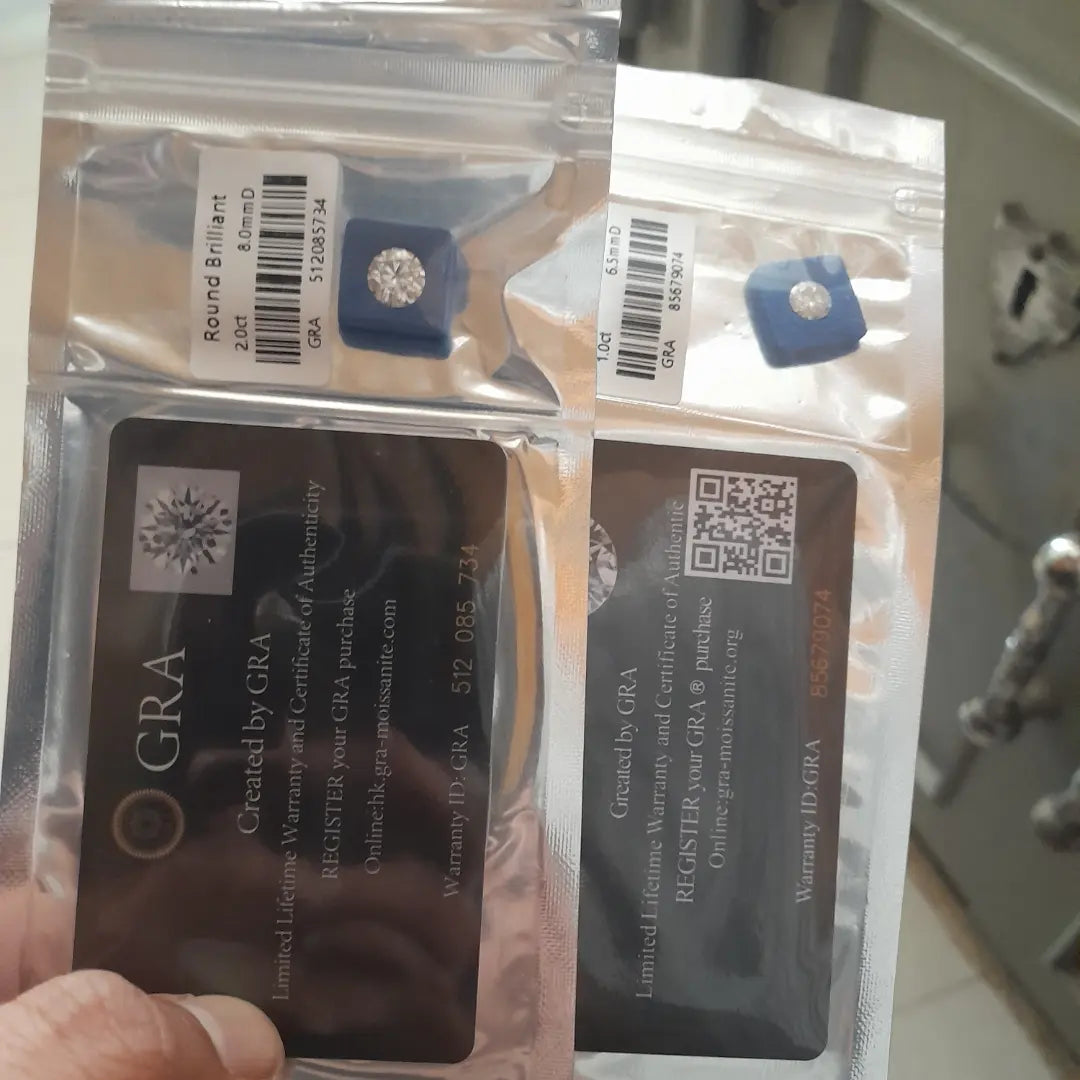 Round Brilliant
2.0ct 8.0mm D
GRA 512085734
1.0ct 6.5mm D
GRA 85679074
GRA
Created by GRA
Limited Lifetime Warranty and Certificate of Authenticity
REGISTER your GRA purchase
Online:hk.gra-moissanite.com
Warranty ID: GRA 512 085 734
Greated by GRA
Limited Lifetime Warranty and Certificate of Authentic
REGISTER your GRA ® purchase
Online:gra-moissanite.org
Warranty ID:GRA 85679074